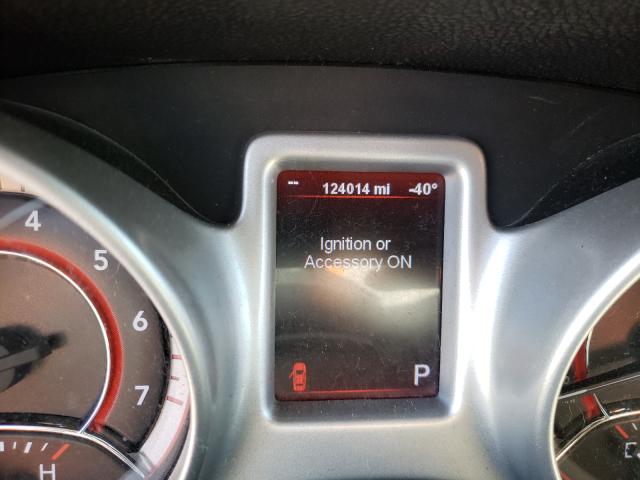 -- 124014 mi -40°
Ignition or
Accessory ON
P
4
5
6
7
H
E